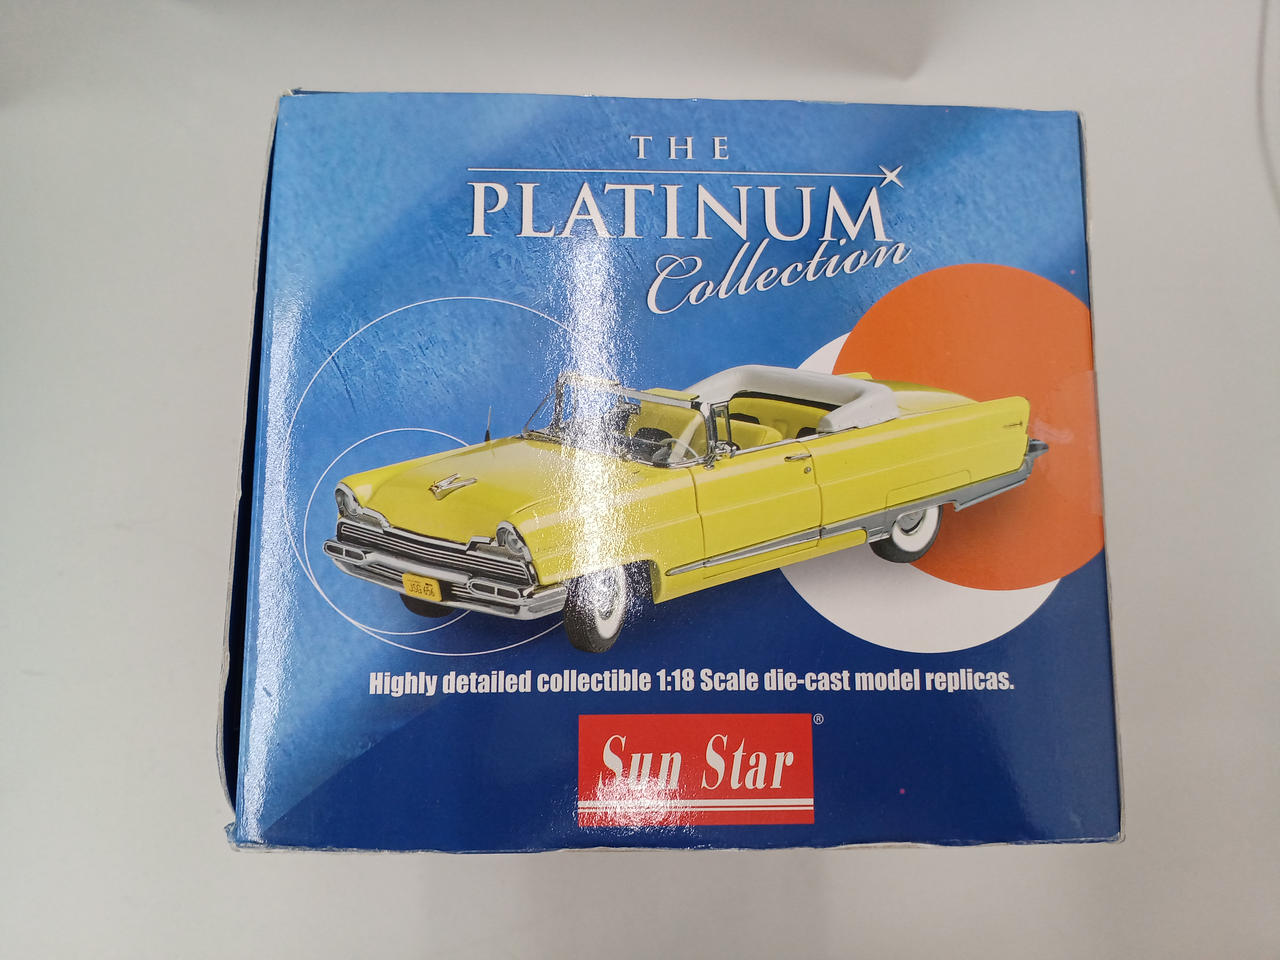 THE
PLATINUM
Collection
Highly detailed collectible 1:18 Scale die-cast model replicas.
Sun Star ®